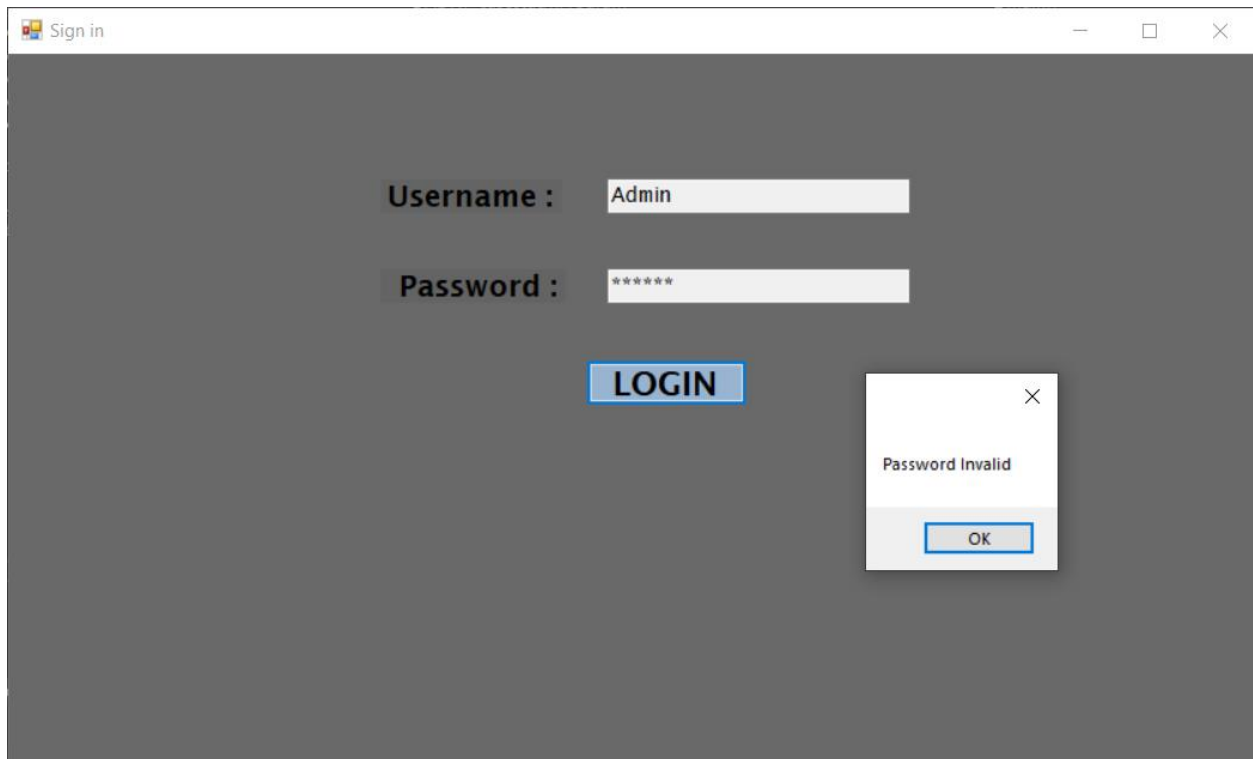 Sign in
Username :
Admin
Password :
******
LOGIN
Password Invalid
OK